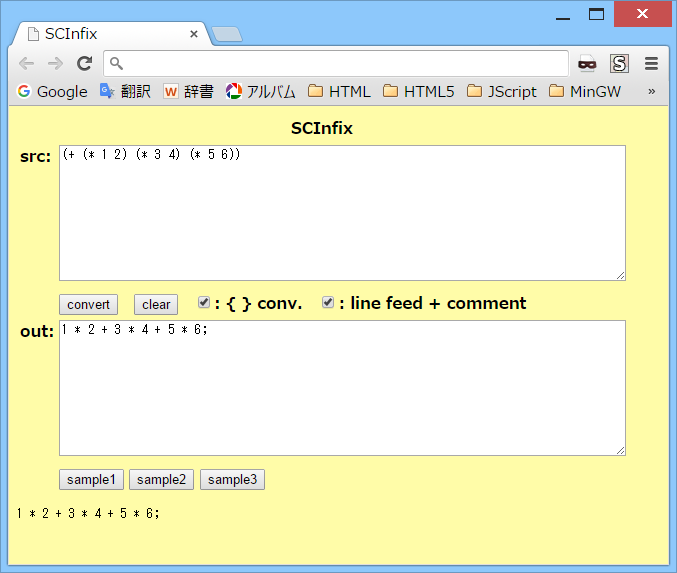 SCInfix
Google 翻訳 辞書 アルバム HTML HTML5 JScript MinGW »
SCInfix
src:
(+ (* 1 2) (* 3 4) (* 5 6))
convert clear : { } conv. : line feed + comment
out:
1 * 2 + 3 * 4 + 5 * 6;
sample1 sample2 sample3
1 * 2 + 3 * 4 + 5 * 6;